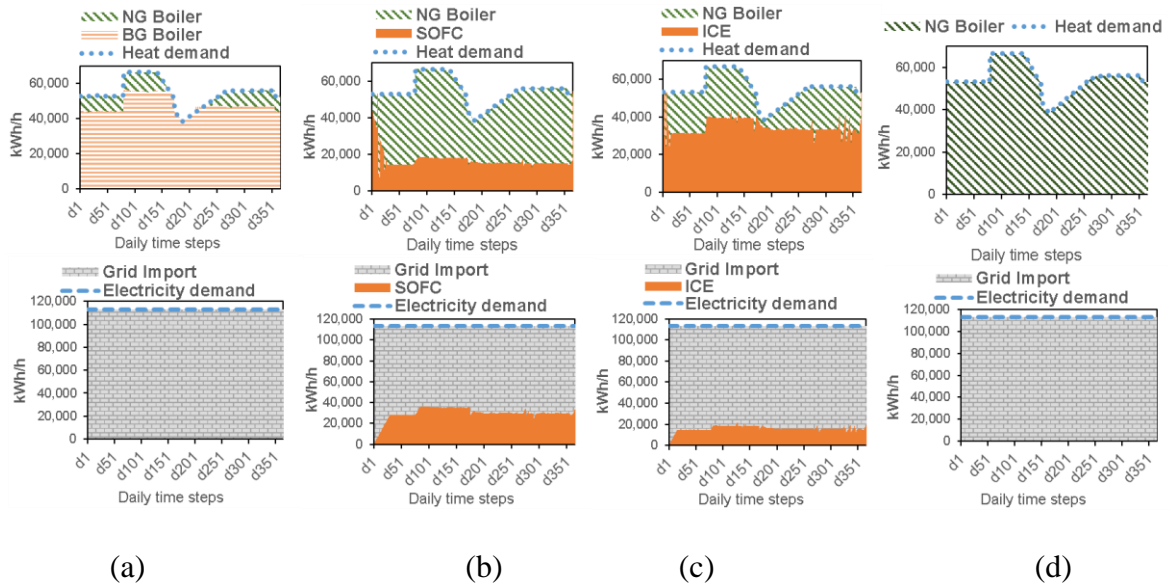 NG Boiler
BG Boiler
Heat demand
kWh/h
60,000
40,000
20,000
0
d1
d51
d101
d151
d201
d251
d301
d351
Daily time steps
NG Boiler
SOFC
Heat demand
60,000
40,000
20,000
0
d1
d51
d101
d151
d201
d251
d301
d351
Daily time steps
NG Boiler
ICE
Heat demand
kWh/h
60,000
40,000
20,000
0
d1
d51
d101
d151
d201
d251
d301
d351
Daily time steps
NG Boiler
Heat demand
kWh/h
60,000
40,000
20,000
0
d1
d51
d101
d151
d201
d251
d301
d351
Daily time steps
Grid Import
Electricity demand
kWh/h
120,000
100,000
80,000
60,000
40,000
20,000
0
d1
d51
d101
d151
d201
d251
d301
d351
Daily time steps
Grid Import
SOFC
Electricity demand
kWh/h
120,000
100,000
80,000
60,000
40,000
20,000
0
d1
d51
d101
d151
d201
d251
d301
d351
Daily time steps
Grid Import
ICE
Electricity demand
kWh/h
120,000
100,000
80,000
60,000
40,000
20,000
0
d1
d51
d101
d151
d201
d251
d301
d351
Daily time steps
Grid Import
Electricity demand
kWh/h
120,000
100,000
80,000
60,000
40,000
20,000
0
d1
d51
d101
d151
d201
d251
d301
d351
Daily time steps
(a)
(b)
(c)
(d)